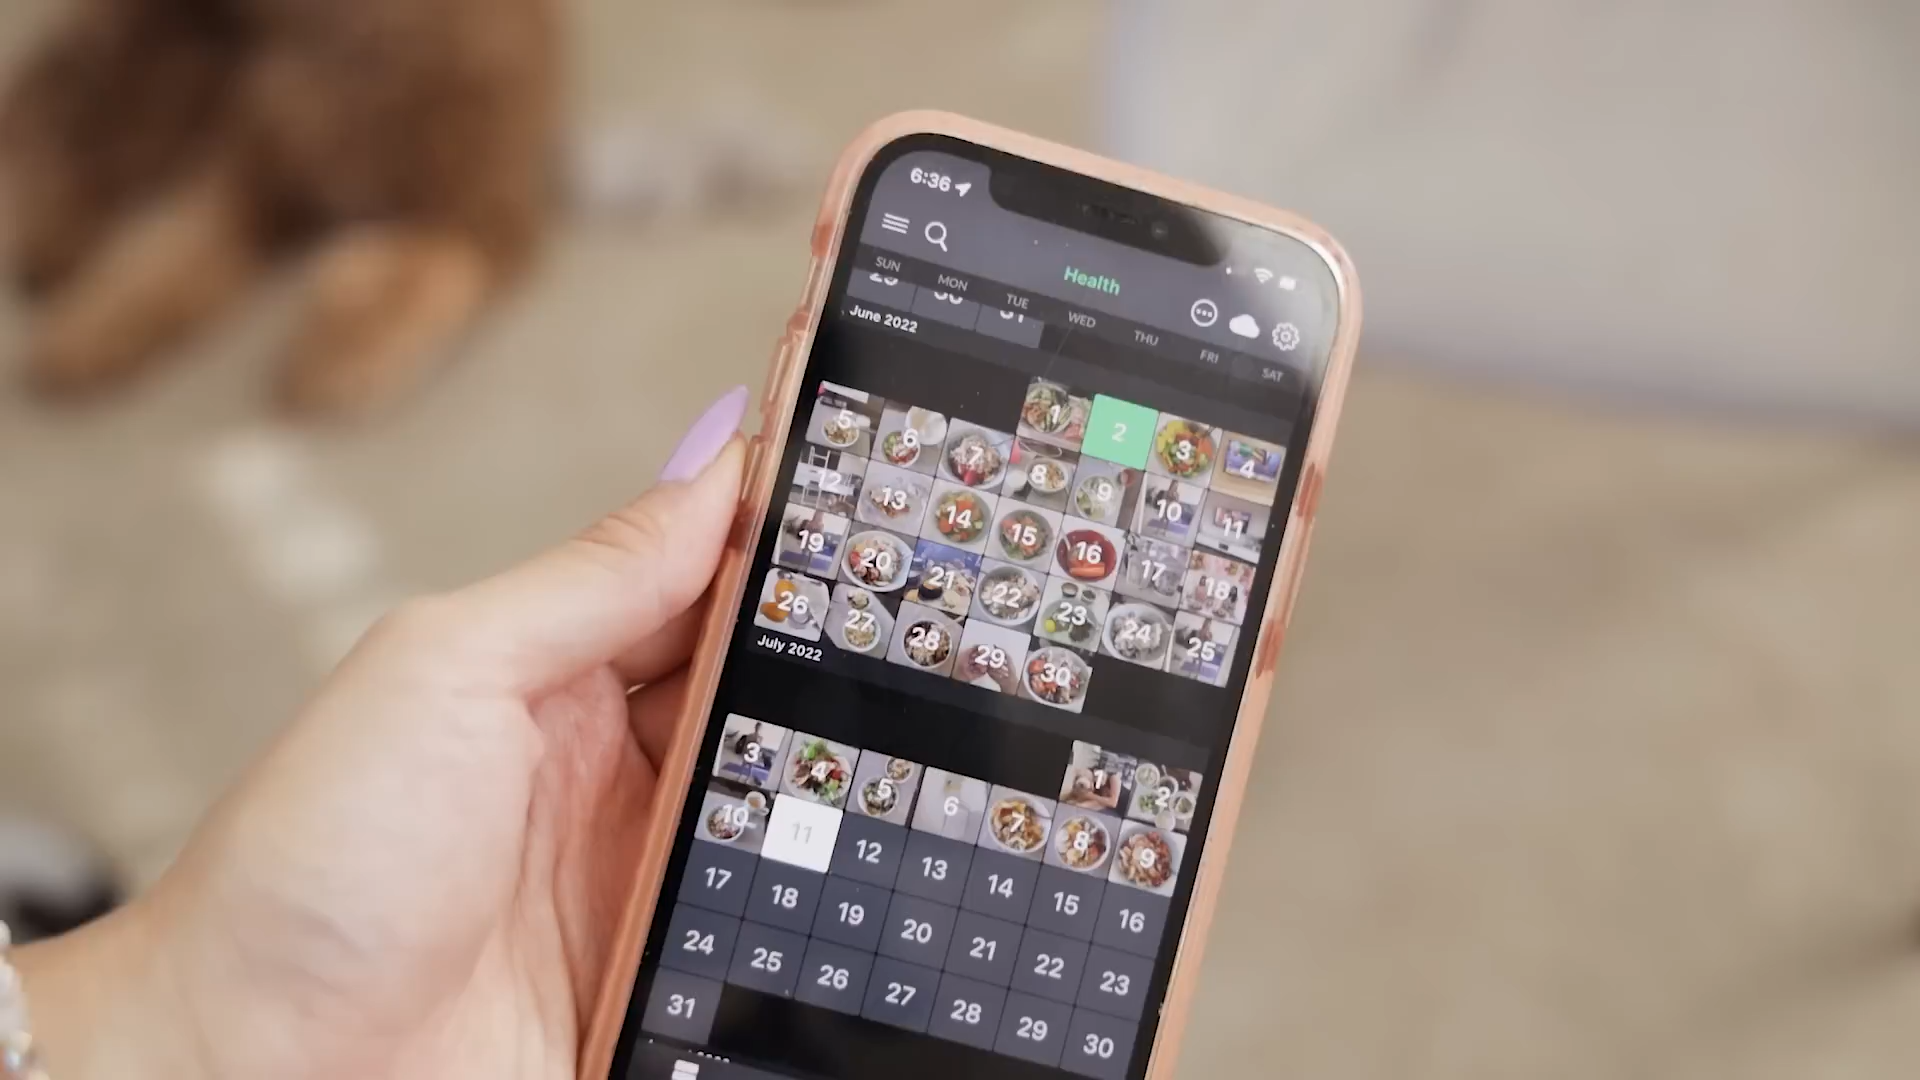 6:36
Health
SUN MON TUE WED THU FRI SAT
29 30 31
June 2022
1 2 3 4
5 6 7 8 9 10 11
12 13 14 15 16 17 18
19 20 21 22 23 24 25
26 27 28 29 30
July 2022
1 2
3 4 5 6 7 8 9
10 11 12 13 14 15 16
17 18 19 20 21 22 23
24 25 26 27 28 29 30
31